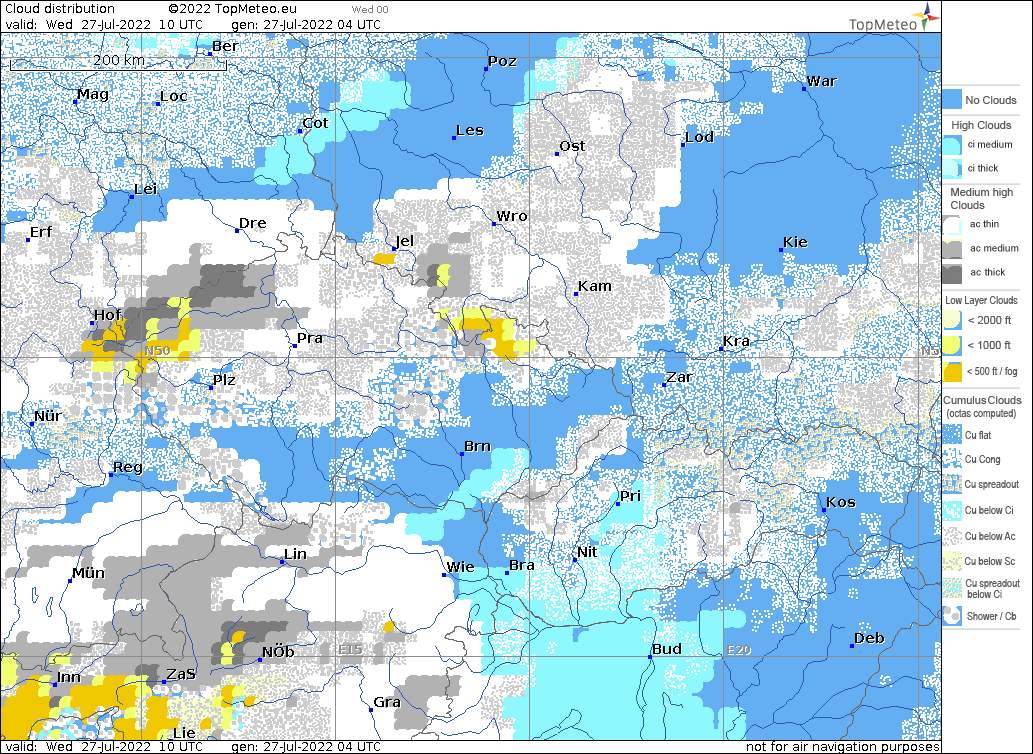 Cloud distribution ©2022 TopMeteo.eu Wed 00
valid: Wed 27-Jul-2022 10 UTC gen: 27-Jul-2022 04 UTC
TopMeteo
Ber
200 km
Poz
War
Mag
Loc
Cot
Les
Lod
Ost
Lei
Wro
Dre
Erf
Jel
Kie
Kam
Hof
Pra
Kra
N50
N5
Plz
Zar
Nür
Brn
Reg
Pri
Kos
Lin
Nit
Mün
Wie
Bra
Deb
NÖb
E15
Bud
E20
Inn
ZaS
Gra
Lie
No Clouds
High Clouds
ci medium
ci thick
Medium high
Clouds
ac thin
ac medium
ac thick
Low Layer Clouds
< 2000 ft
< 1000 ft
< 500 ft / fog
Cumulus Clouds
(octas computed)
Cu flat
Cu Cong
Cu spreadout
Cu below Ci
Cu below Ac
Cu below Sc
Cu spreadout
below Ci
Shower / Cb
valid: Wed 27-Jul-2022 10 UTC gen: 27-Jul-2022 04 UTC not for air navigation purposes